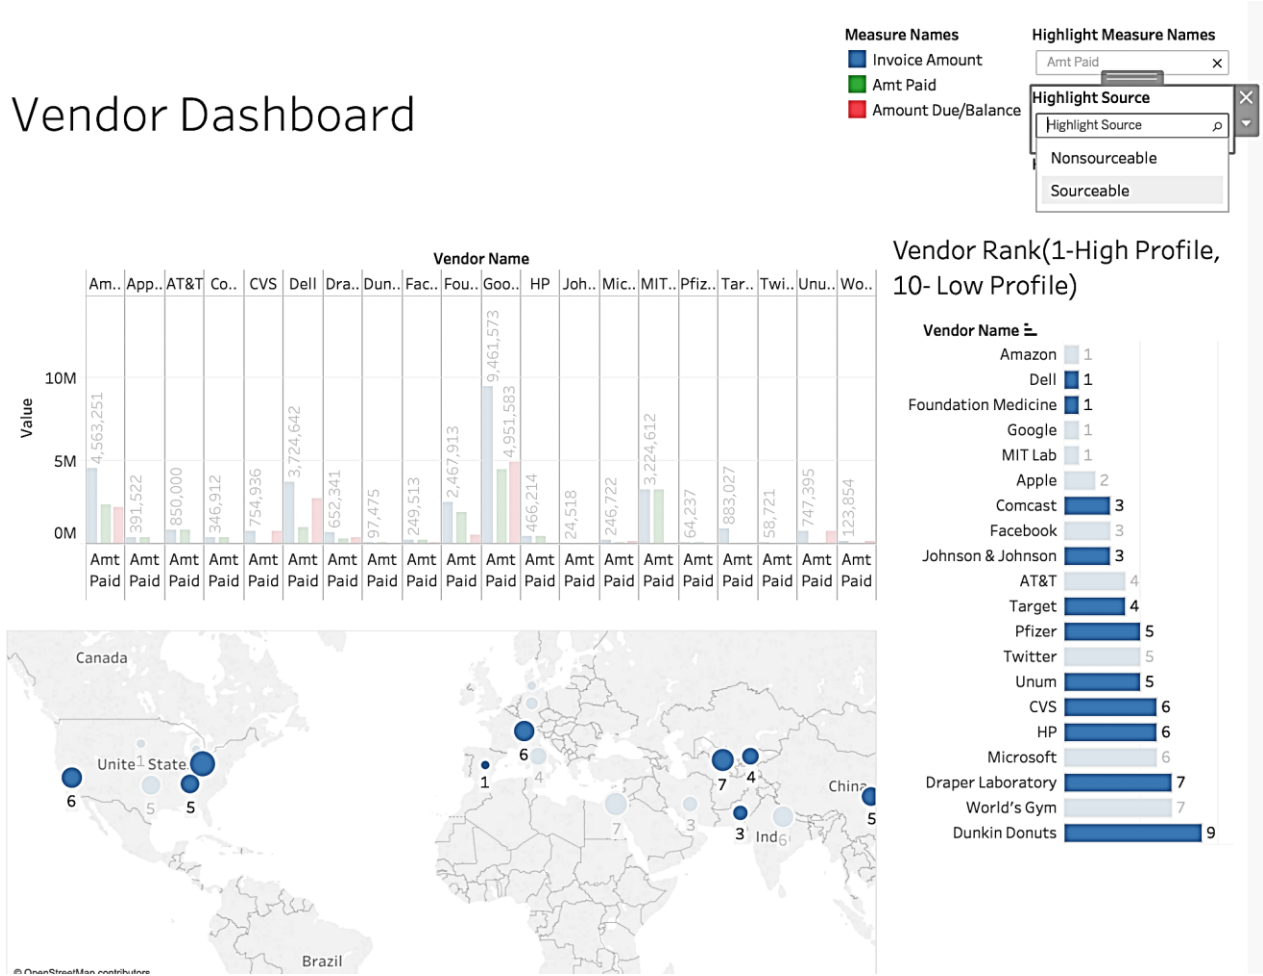 Measure Names
Invoice Amount
Amt Paid
Amount Due/Balance
Highlight Measure Names
Amt Paid
Highlight Source
Highlight Source
Nonsourceable
Sourceable
Vendor Dashboard
Vendor Name
Am.. App.. AT&T Co.. CVS Dell Dra.. Dun.. Fac.. Fou.. Goo.. HP Joh.. Mic.. MIT.. Pfiz.. Tar.. Twi.. Unu.. Wo..
Value
10M
5M
0M
4,563,251
391,522
850,000
346,912
754,936
3,724,642
652,341
97,475
249,513
2,467,913
9,461,573
4,951,583
466,214
24,518
246,722
3,224,612
64,237
883,027
58,721
747,395
123,854
Amt Amt Amt Amt Amt Amt Amt Amt Amt Amt Amt Amt Amt Amt Amt Amt Amt Amt Amt Amt
Paid Paid Paid Paid Paid Paid Paid Paid Paid Paid Paid Paid Paid Paid Paid Paid Paid Paid Paid Paid
Vendor Rank(1-High Profile,
10- Low Profile)
Vendor Name
Amazon 1
Dell 1
Foundation Medicine 1
Google 1
MIT Lab 1
Apple 2
Comcast 3
Facebook 3
Johnson & Johnson 3
AT&T 4
Target 4
Pfizer 5
Twitter 5
Unum 5
CVS 6
HP 6
Microsoft 6
Draper Laboratory 7
World's Gym 7
Dunkin Donuts 9
Canada
Unite State
1
6
5
5
6
1
4
7
3
7
4
3
Ind
6
China
5
Brazil
© OpenStreetMap contributors